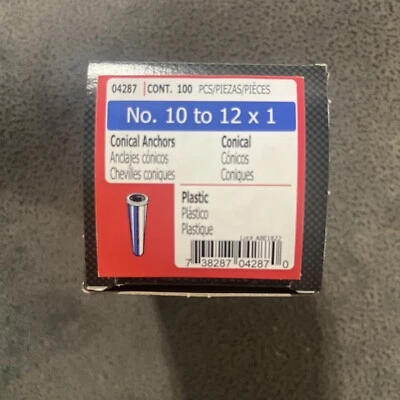 04287 CONT. 100 PCS/PIEZAS/PIÈCES
No. 10 to 12 x 1
Conical Anchors Conical
Anclajes cónicos Cónicos
Chevilles coniques Coniques
Plastic
Plástico
Plastique
7 38287 04287 0